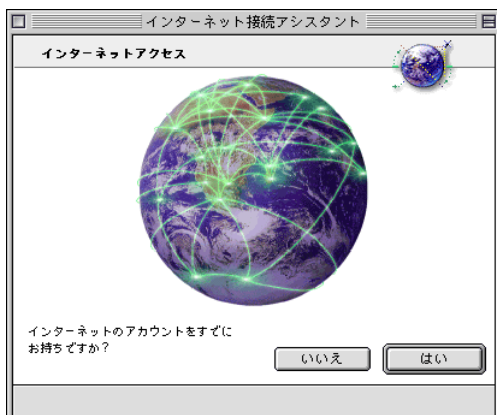 インターネット接続アシスタント
インターネットアクセス
インターネットのアカウントをすでに
お持ちですか？
いいえ
はい